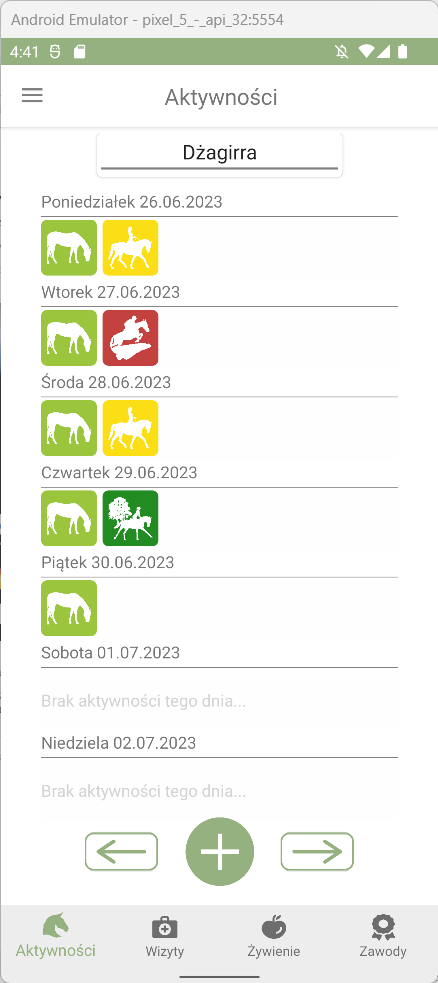 Android Emulator - pixel_5_-_api_32:5554
4:41
Aktywności
Dżagirra
Poniedziałek 26.06.2023
Wtorek 27.06.2023
Środa 28.06.2023
Czwartek 29.06.2023
Piątek 30.06.2023
Sobota 01.07.2023
Brak aktywności tego dnia...
Niedziela 02.07.2023
Brak aktywności tego dnia...
Aktywności Wizyty Żywienie Zawody